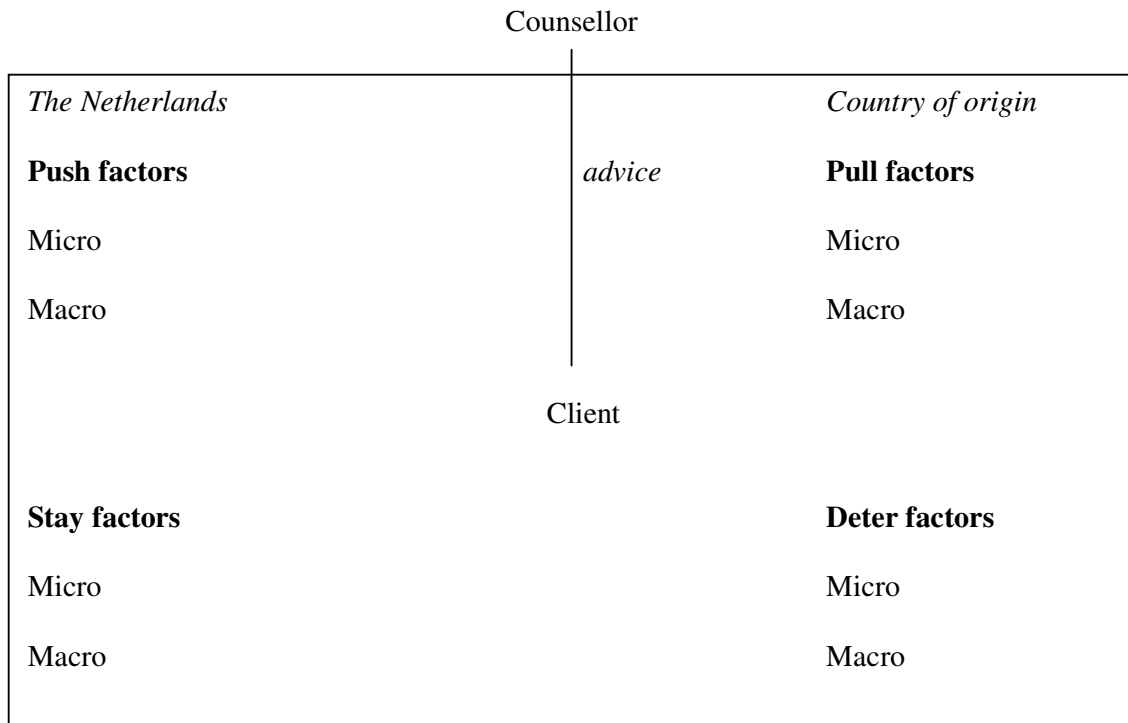 Counsellor
The Netherlands Country of origin
Push factors advice Pull factors
Micro Micro
Macro Macro
Client
Stay factors Deter factors
Micro Micro
Macro Macro